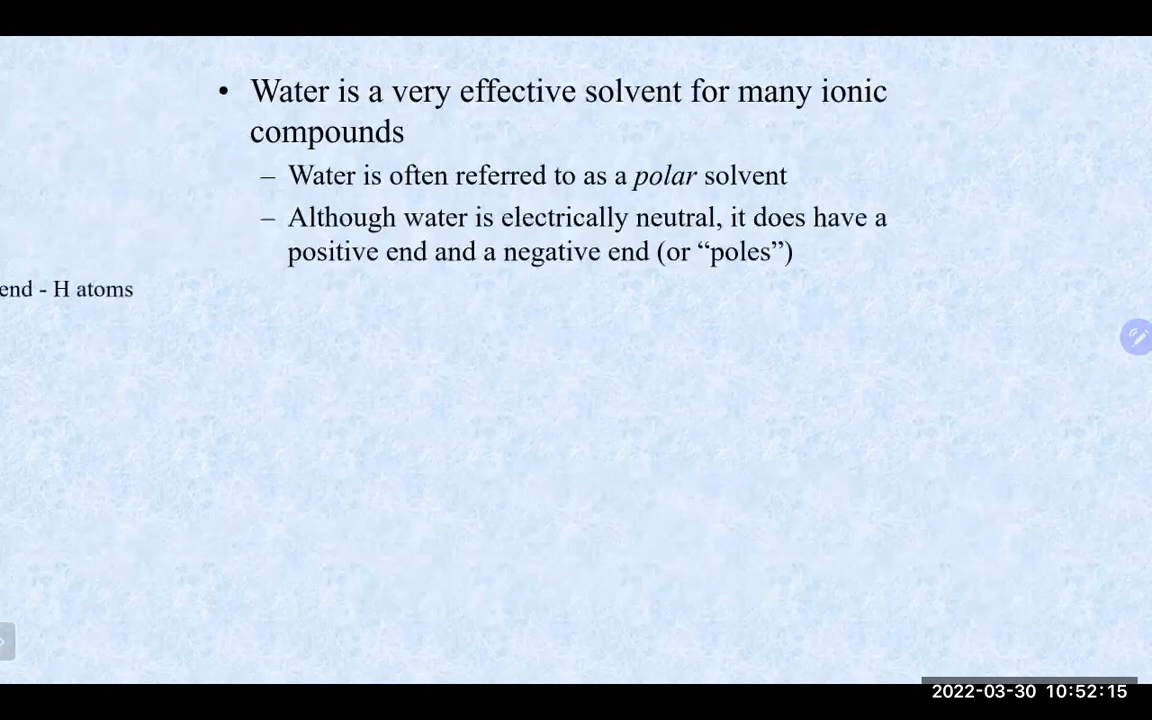 • Water is a very effective solvent for many ionic
compounds
– Water is often referred to as a polar solvent
– Although water is electrically neutral, it does have a
positive end and a negative end (or “poles”)
end - H atoms
2022-03-30 10:52:15